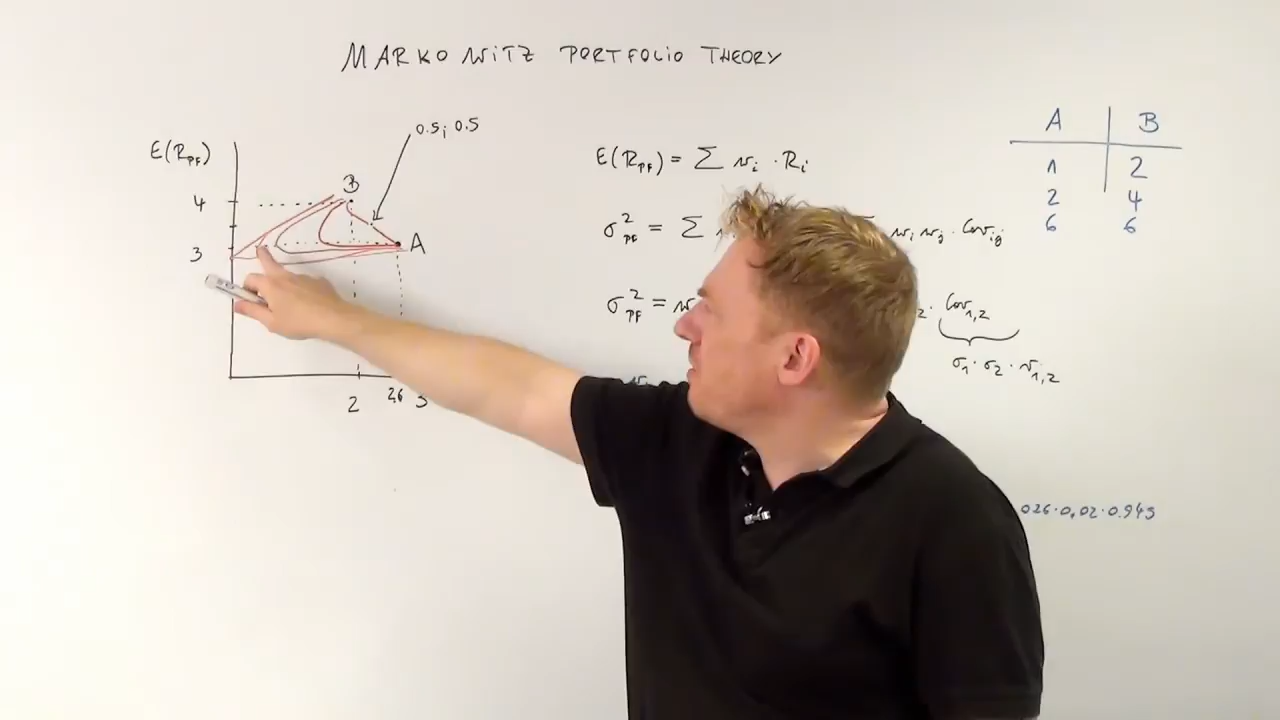 MARKOWITZ PORTFOLIO THEORY
0.5; 0.5
E(R_PF)
B
4
A
3
2
2,6
3
E(R_PF) = Σ w_i · R_i
σ²_PF = Σ
w_i w_j · Cov_ij
σ²_PF = w
2 · Cov_1,2
σ_1 · σ_2 · r_1,2
A B
1 2
2 4
6 6
026·0,02·0.945